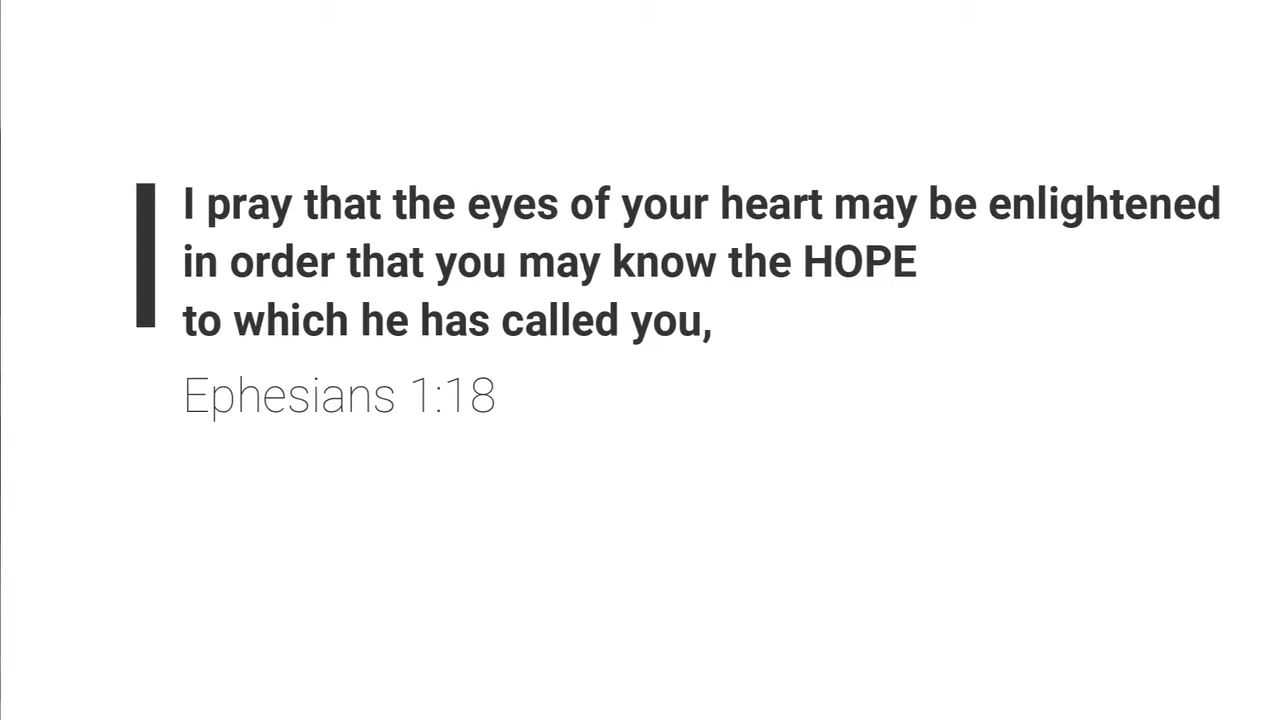 I pray that the eyes of your heart may be enlightened
in order that you may know the HOPE
to which he has called you,
Ephesians 1:18